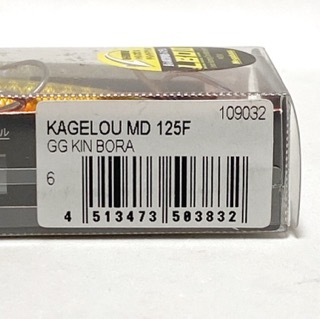 109032
KAGELOU MD 125F
GG KIN BORA
6
4 513473 503832